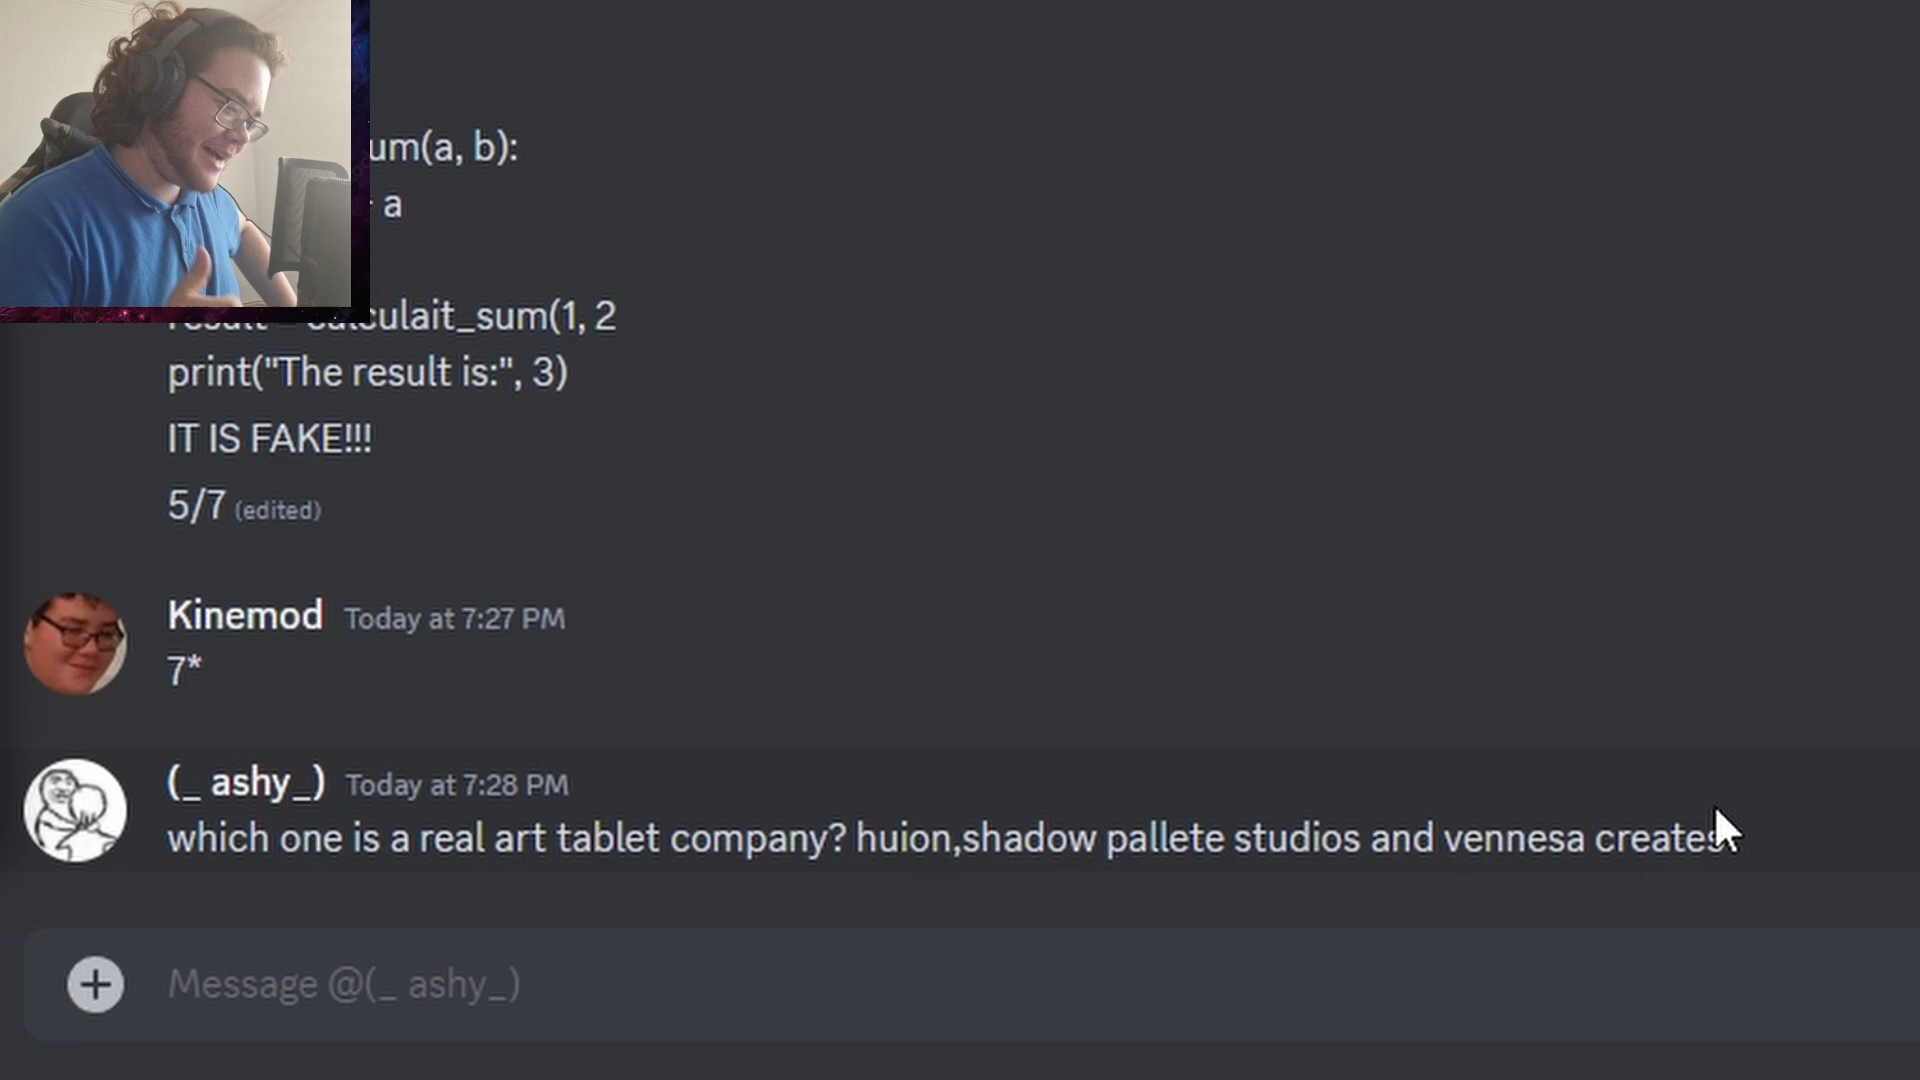 um(a, b):
a
result = calculait_sum(1, 2
print("The result is:", 3)
IT IS FAKE!!!
5/7 (edited)
Kinemod Today at 7:27 PM
7*
(_ ashy_) Today at 7:28 PM
which one is a real art tablet company? huion,shadow pallete studios and vennesa creates
Message @(_ ashy_)